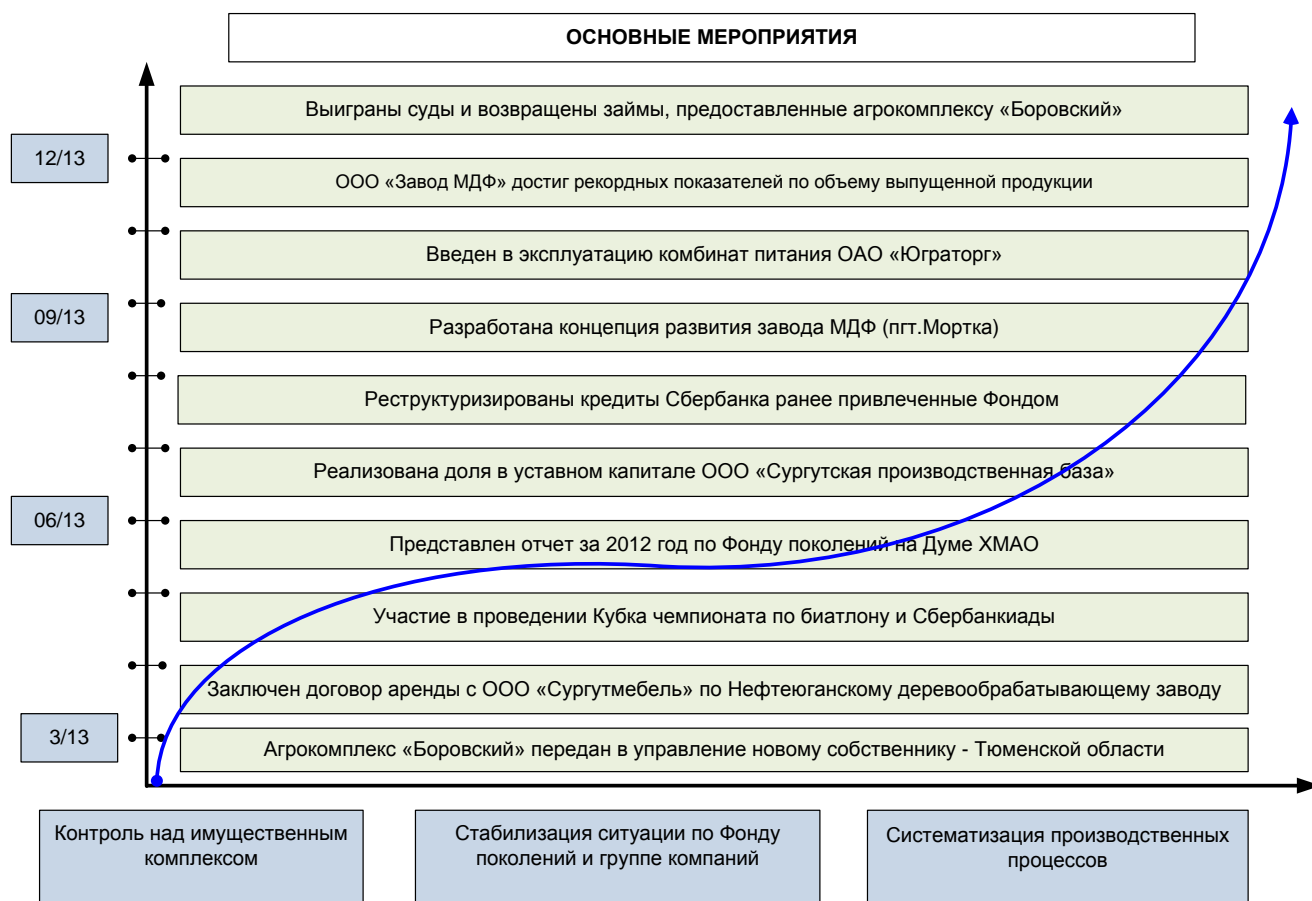 ОСНОВНЫЕ МЕРОПРИЯТИЯ
Выиграны суды и возвращены займы, предоставленные агрокомплексу «Боровский»
12/13
ООО «Завод МДФ» достиг рекордных показателей по объему выпущенной продукции
Введен в эксплуатацию комбинат питания ОАО «Юграторг»
09/13
Разработана концепция развития завода МДФ (пгт.Мортка)
Реструктуризированы кредиты Сбербанка ранее привлеченные Фондом
Реализована доля в уставном капитале ООО «Сургутская производственная база»
06/13
Представлен отчет за 2012 год по Фонду поколений на Думе ХМАО
Участие в проведении Кубка чемпионата по биатлону и Сбербанкиады
Заключен договор аренды с ООО «Сургутмебель» по Нефтеюганскому деревообрабатывающему заводу
3/13
Агрокомплекс «Боровский» передан в управление новому собственнику - Тюменской области
Контроль над имущественным
комплексом
Стабилизация ситуации по Фонду
поколений и группе компаний
Систематизация производственных
процессов